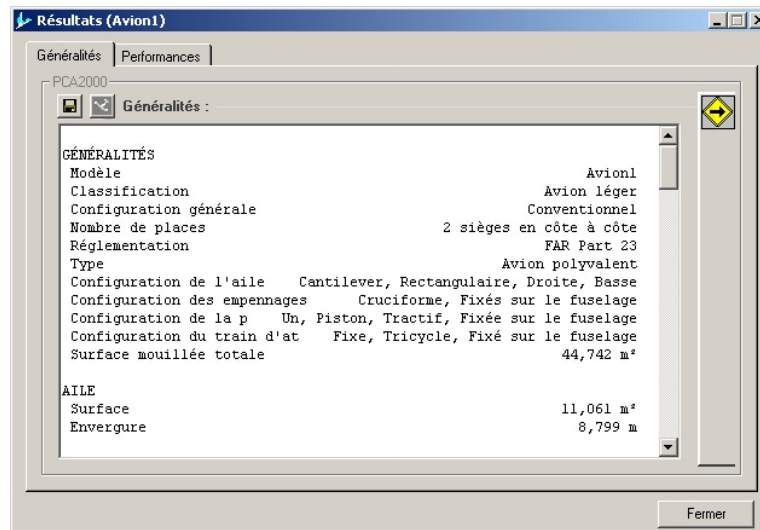 Résultats (Avion1)
Généralités Performances
PCA2000
Généralités :
GÉNÉRALITÉS
Modèle Avion1
Classification Avion léger
Configuration générale Conventionnel
Nombre de places 2 sièges en côte à côte
Réglementation FAR Part 23
Type Avion polyvalent
Configuration de l'aile Cantilever, Rectangulaire, Droite, Basse
Configuration des empennages Cruciforme, Fixés sur le fuselage
Configuration de la p Un, Piston, Tractif, Fixée sur le fuselage
Configuration du train d'at Fixe, Tricycle, Fixé sur le fuselage
Surface mouillée totale 44,742 m²
AILE
Surface 11,061 m²
Envergure 8,799 m
Fermer